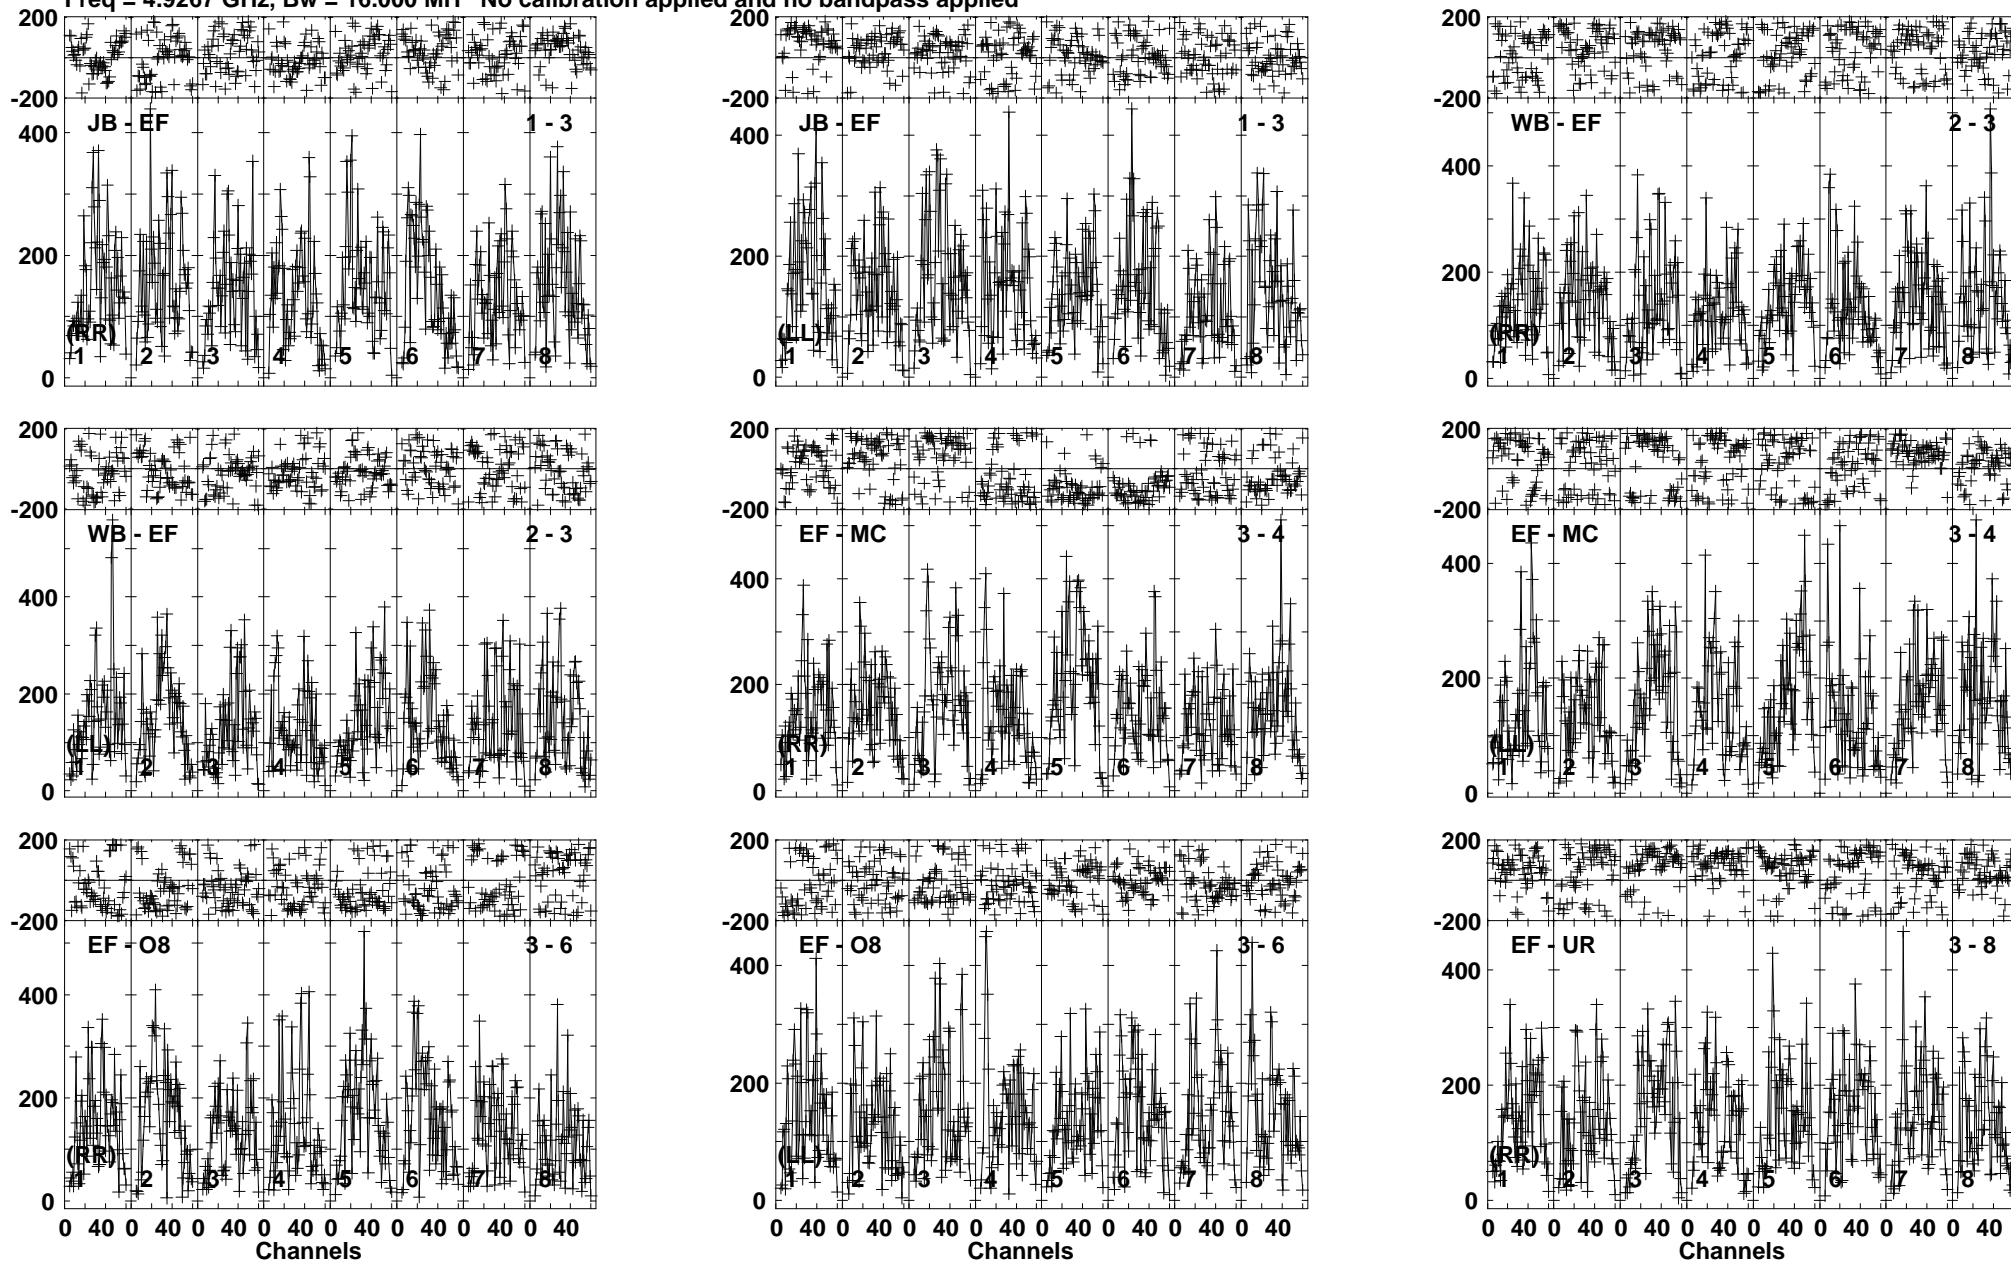 Freq = 4.9267 GHz, Bw = 16.000 MH No calibration applied and no bandpass applied
200 200 200
-200 -200 -200
JB - EF 1 - 3 JB - EF 1 - 3 WB - EF 2 - 3
400 400 400
200 200 200
(RR) (LL) (RR)
1 2 3 4 5 6 7 8 1 2 3 4 5 6 7 8 1 2 3 4 5 6 7 8
0 0 0
200 200 200
-200 -200 -200
WB - EF 2 - 3 EF - MC 3 - 4 EF - MC 3 - 4
400 400 400
200 200 200
(LL) (RR) (LL)
1 2 3 4 5 6 7 8 1 2 3 4 5 6 7 8 1 2 3 4 5 6 7 8
0 0 0
200 200 200
-200 -200 -200
EF - O8 3 - 6 EF - O8 3 - 6 EF - UR 3 - 8
400 400 400
200 200 200
(RR) (LL) (RR)
1 2 3 4 5 6 7 8 1 2 3 4 5 6 7 8 1 2 3 4 5 6 7 8
0 0 0
0 40 0 40 0 40 0 40 0 40 0 40 0 40 0 40 0 40 0 40 0 40 0 40 0 40 0 40 0 40 0 40 0 40 0 40 0 40 0 40 0 40 0 40 0 40 0 40
Channels Channels Channels